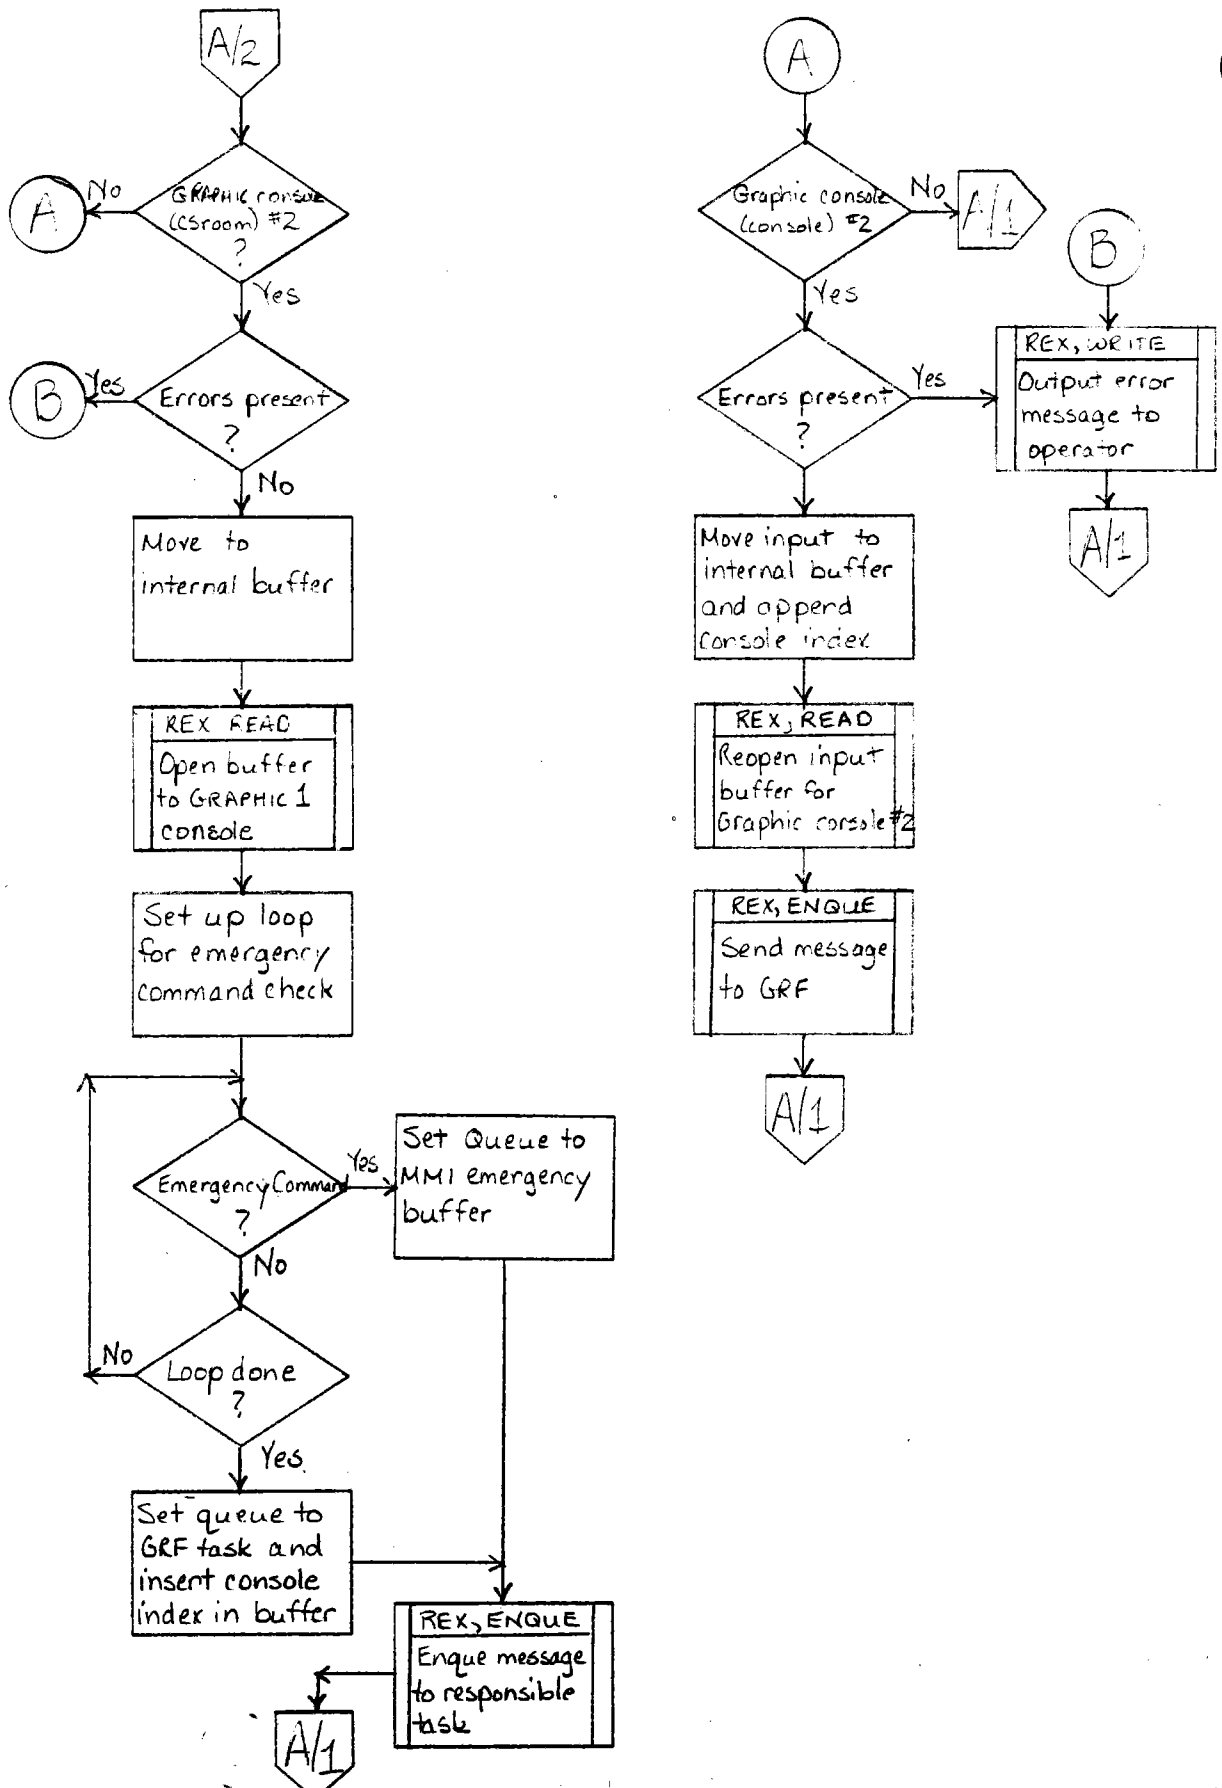 A/2
GRAPHIC console
(CSroom) #2
?
No
A
Yes
Errors present
?
Yes
B
No
Move to
internal buffer
REX READ
Open buffer
to GRAPHIC 1
console
Set up loop
for emergency
command check
Emergency Command
?
Yes
Set Queue to
MMI emergency
buffer
No
Loop done
?
No
Yes
Set queue to
GRF task and
insert console
index in buffer
REX, ENQUE
Enque message
to responsible
task
A/1
A
Graphic console
(console) #2
No
A/1
Yes
Errors present
?
Yes
B
REX, WRITE
Output error
message to
operator
A/1
Move input to
internal buffer
and append
console index
REX, READ
Reopen input
buffer for
Graphic console #2
REX, ENQUE
Send message
to GRF
A/1